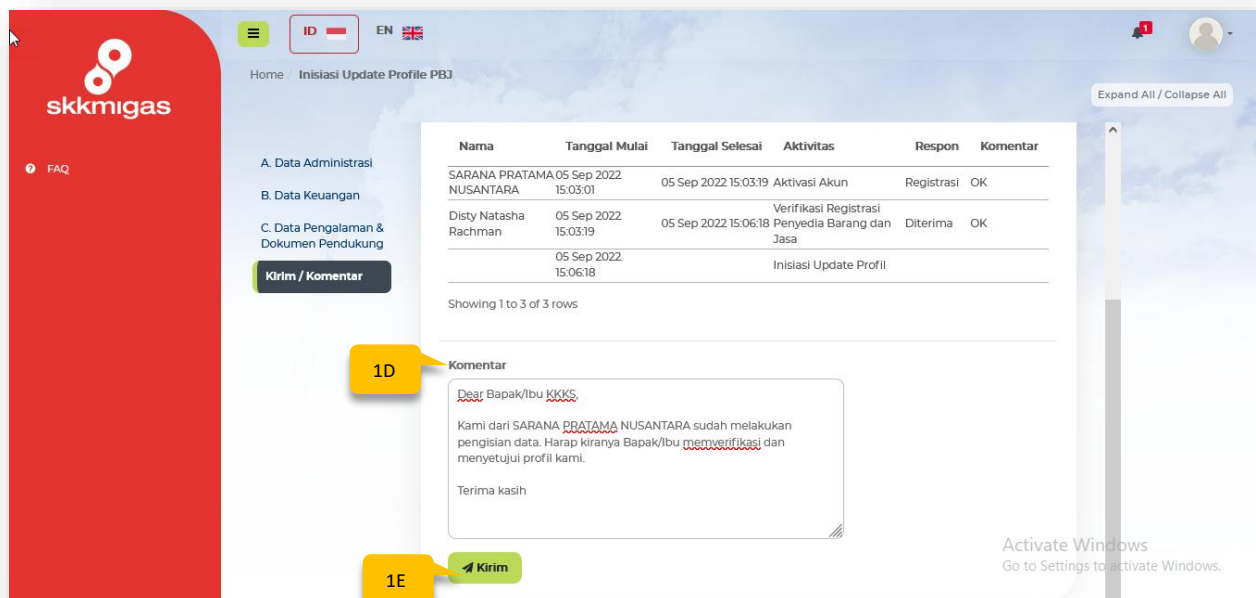 skkmigas
FAQ
ID
EN
1
Home / Inisiasi Update Profile PBJ
Expand All / Collapse All
A. Data Administrasi
B. Data Keuangan
C. Data Pengalaman &
Dokumen Pendukung
Kirim / Komentar
Nama Tanggal Mulai Tanggal Selesai Aktivitas Respon Komentar
SARANA PRATAMA NUSANTARA 05 Sep 2022 15:03:01 05 Sep 2022 15:03:19 Aktivasi Akun Registrasi OK
Disty Natasha Rachman 05 Sep 2022 15:03:19 05 Sep 2022 15:06:18 Verifikasi Registrasi Penyedia Barang dan Jasa Diterima OK
05 Sep 2022 15:06:18 Inisiasi Update Profil
Showing 1 to 3 of 3 rows
1D
Komentar
Dear Bapak/Ibu KKKS,
Kami dari SARANA PRATAMA NUSANTARA sudah melakukan
pengisian data. Harap kiranya Bapak/Ibu memverifikasi dan
menyetujui profil kami.
Terima kasih
1E
Kirim
Activate Windows
Go to Settings to activate Windows.